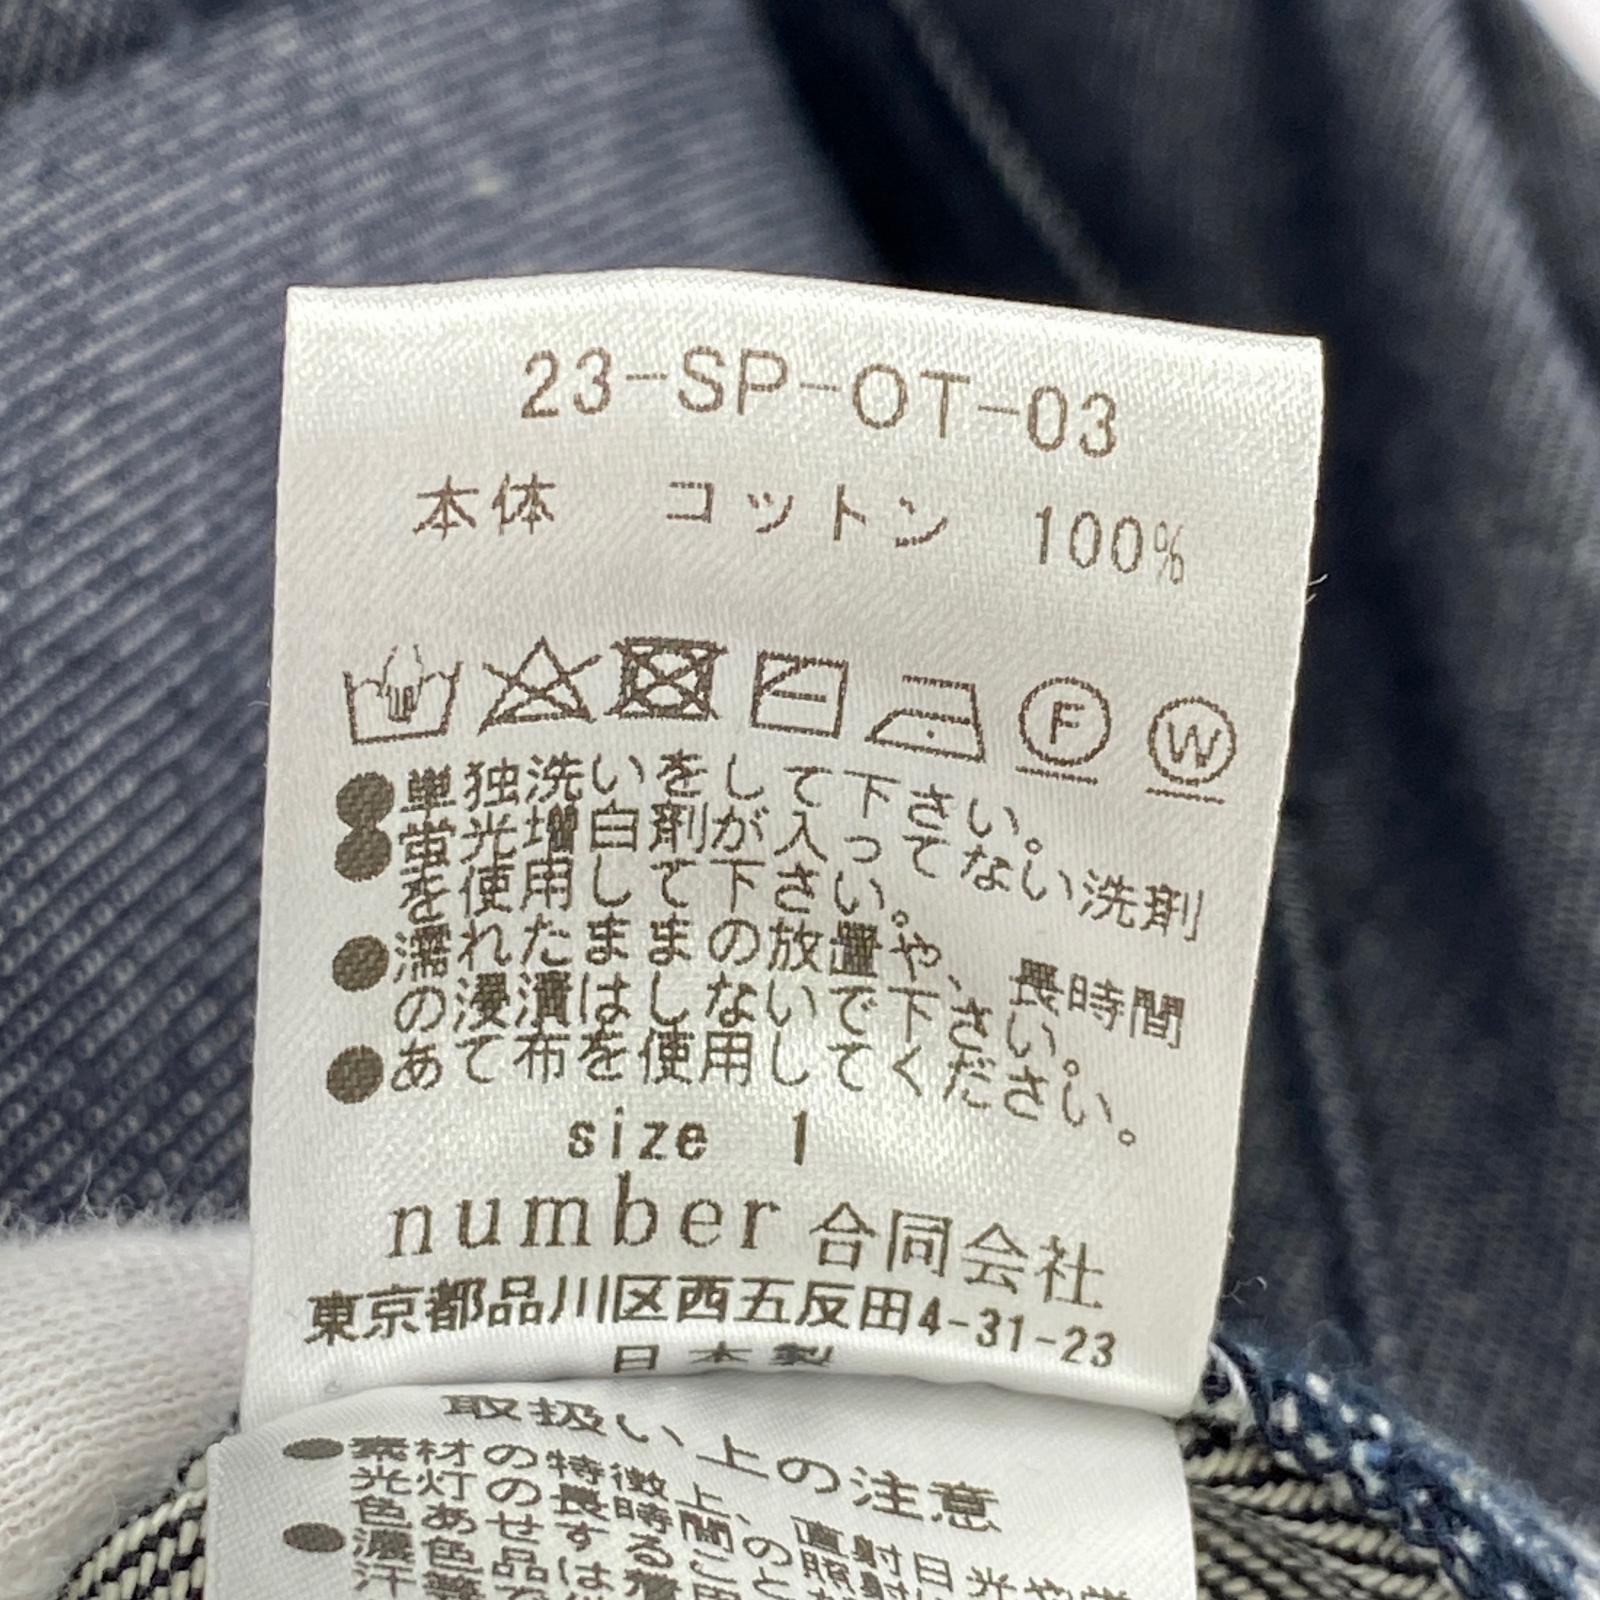 23-SP-OT-03
本体 コットン 100%
F W
●単独洗いをして下さい。
●蛍光増白剤が入ってない洗剤
を使用して下さい。
●濡れたままの放置や、長時間
の浸漬はしないで下さい。
●あて布を使用してください。
size 1
number 合同会社
東京都品川区西五反田4-31-23
日本製
取扱い上の注意
●素材の特徴上、直射日光や蛍
光灯の長時間の照射
色あせすること
●濃色品は着用